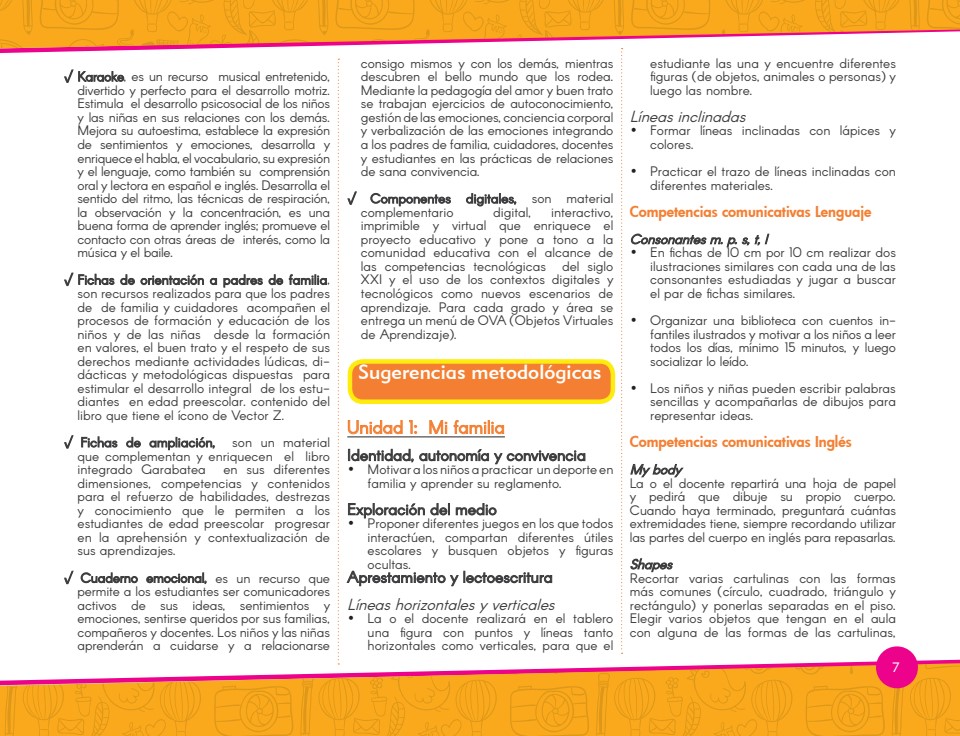 √ Karaoke, es un recurso musical entretenido,
divertido y perfecto para el desarrollo motriz.
Estimula el desarrollo psicosocial de los niños
y las niñas en sus relaciones con los demás.
Mejora su autoestima, establece la expresión
de sentimientos y emociones, desarrolla y
enriquece el habla, el vocabulario, su expresión
y el lenguaje, como también su comprensión
oral y lectora en español e inglés. Desarrolla el
sentido del ritmo, las técnicas de respiración,
la observación y la concentración, es una
buena forma de aprender inglés; promueve el
contacto con otras áreas de interés, como la
música y el baile.
√ Fichas de orientación a padres de familia,
son recursos realizados para que los padres
de de familia y cuidadores acompañen el
procesos de formación y educación de los
niños y de las niñas desde la formación
en valores, el buen trato y el respeto de sus
derechos mediante actividades lúdicas, di-
dácticas y metodológicas dispuestas para
estimular el desarrollo integral de los estu-
diantes en edad preescolar. contenido del
libro que tiene el ícono de Vector Z.
√ Fichas de ampliación, son un material
que complementan y enriquecen el libro
integrado Garabatea en sus diferentes
dimensiones, competencias y contenidos
para el refuerzo de habilidades, destrezas
y conocimiento que le permiten a los
estudiantes de edad preescolar progresar
en la aprehensión y contextualización de
sus aprendizajes.
√ Cuaderno emocional, es un recurso que
permite a los estudiantes ser comunicadores
activos de sus ideas, sentimientos y
emociones, sentirse queridos por sus familias,
compañeros y docentes. Los niños y las niñas
aprenderán a cuidarse y a relacionarse
consigo mismos y con los demás, mientras
descubren el bello mundo que los rodea.
Mediante la pedagogía del amor y buen trato
se trabajan ejercicios de autoconocimiento,
gestión de las emociones, conciencia corporal
y verbalización de las emociones integrando
a los padres de familia, cuidadores, docentes
y estudiantes en las prácticas de relaciones
de sana convivencia.
√ Componentes digitales, son material
complementario digital, interactivo,
imprimible y virtual que enriquece el
proyecto educativo y pone a tono a la
comunidad educativa con el alcance de
las competencias tecnológicas del siglo
XXI y el uso de los contextos digitales y
tecnológicos como nuevos escenarios de
aprendizaje. Para cada grado y área se
entrega un menú de OVA (Objetos Virtuales
de Aprendizaje).
Sugerencias metodológicas
Unidad 1: Mi familia
Identidad, autonomía y convivencia
• Motivar a los niños a practicar un deporte en
familia y aprender su reglamento.
Exploración del medio
• Proponer diferentes juegos en los que todos
interactúen, compartan diferentes útiles
escolares y busquen objetos y figuras
ocultas.
Aprestamiento y lectoescritura
Líneas horizontales y verticales
• La o el docente realizará en el tablero
una figura con puntos y líneas tanto
horizontales como verticales, para que el
estudiante las una y encuentre diferentes
figuras (de objetos, animales o personas) y
luego las nombre.
Líneas inclinadas
• Formar líneas inclinadas con lápices y
colores.
• Practicar el trazo de líneas inclinadas con
diferentes materiales.
Competencias comunicativas Lenguaje
Consonantes m, p, s, t, l
• En fichas de 10 cm por 10 cm realizar dos
ilustraciones similares con cada una de las
consonantes estudiadas y jugar a buscar
el par de fichas similares.
• Organizar una biblioteca con cuentos in-
fantiles ilustrados y motivar a los niños a leer
todos los días, mínimo 15 minutos, y luego
socializar lo leído.
• Los niños y niñas pueden escribir palabras
sencillas y acompañarlas de dibujos para
representar ideas.
Competencias comunicativas Inglés
My body
La o el docente repartirá una hoja de papel
y pedirá que dibuje su propio cuerpo.
Cuando haya terminado, preguntará cuántas
extremidades tiene, siempre recordando utilizar
las partes del cuerpo en inglés para repasarlas.
Shapes
Recortar varias cartulinas con las formas
más comunes (círculo, cuadrado, triángulo y
rectángulo) y ponerlas separadas en el piso.
Elegir varios objetos que tengan en el aula
con alguna de las formas de las cartulinas,
7